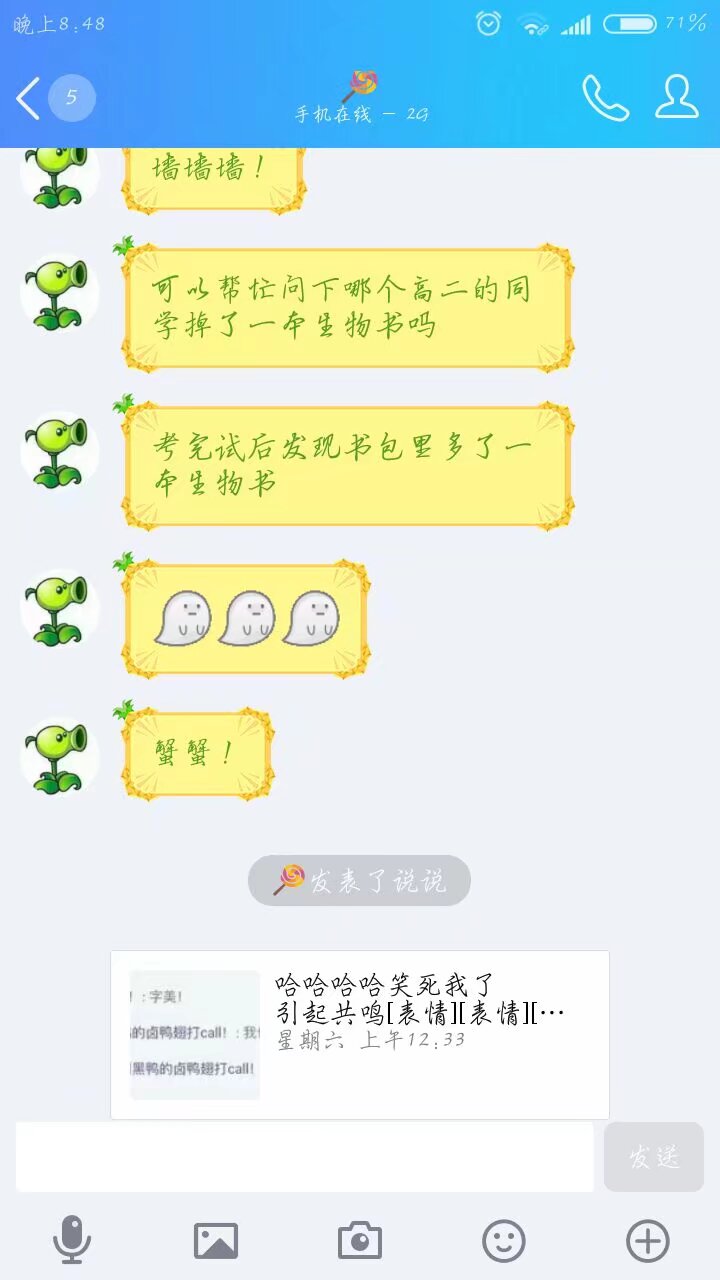 晚上8:48
71%
5
手机在线 - 2G
墙墙墙！
可以帮忙问下哪个高二的同
学掉了一本生物书吗
考完试后发现书包里多了一
本生物书
蟹蟹！
发表了说说
！: 字美!
的卤鸭翅打call! : 我
黑鸭的卤鸭翅打call!
哈哈哈哈笑死我了
引起共鸣[表情][表情][…
星期六 上午12:33
发送